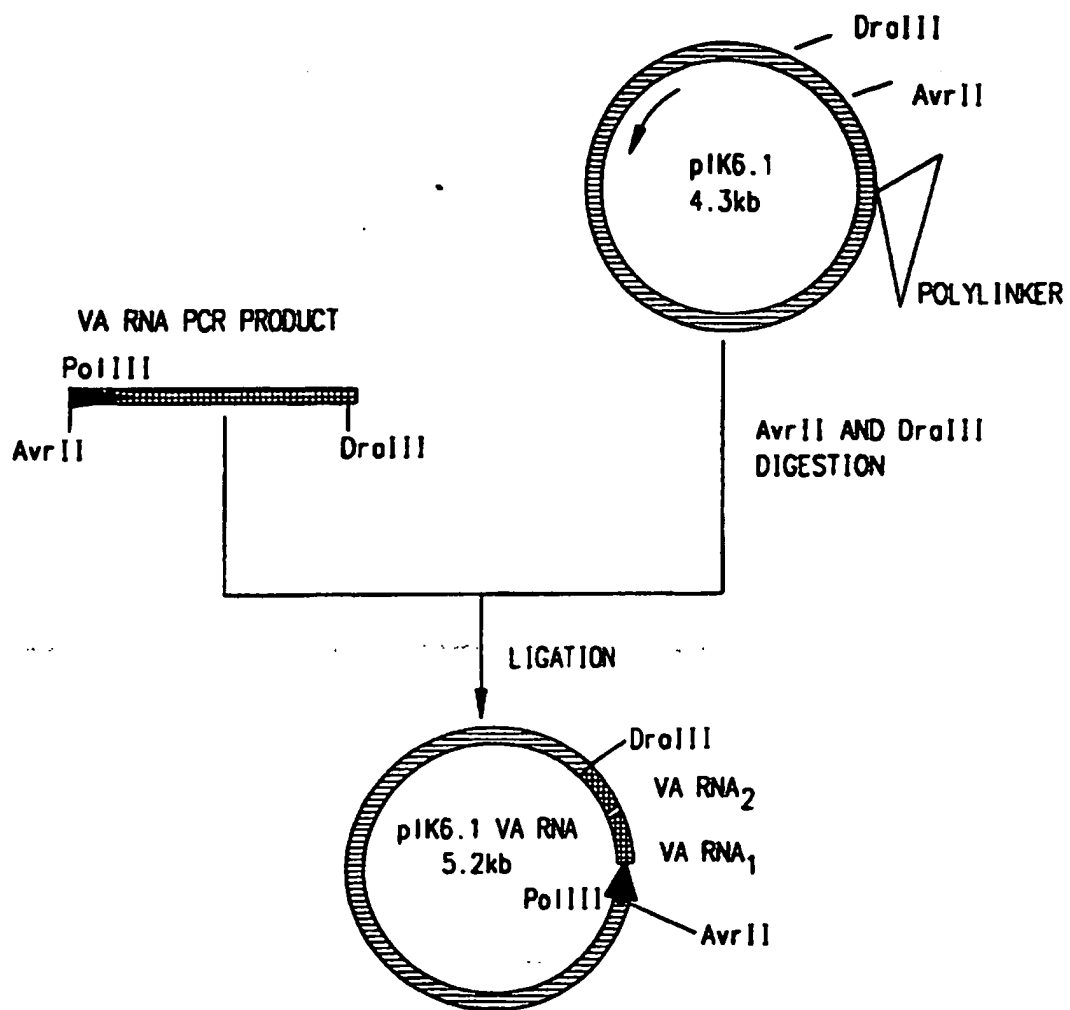 DraIII
AvrII
pIK6.1
4.3kb
POLYLINKER
VA RNA PCR PRODUCT
PolIII
AvrII
DraIII
AvrII AND DraIII
DIGESTION
LIGATION
DraIII
VA RNA2
VA RNA1
pIK6.1 VA RNA
5.2kb
PolIII
AvrII